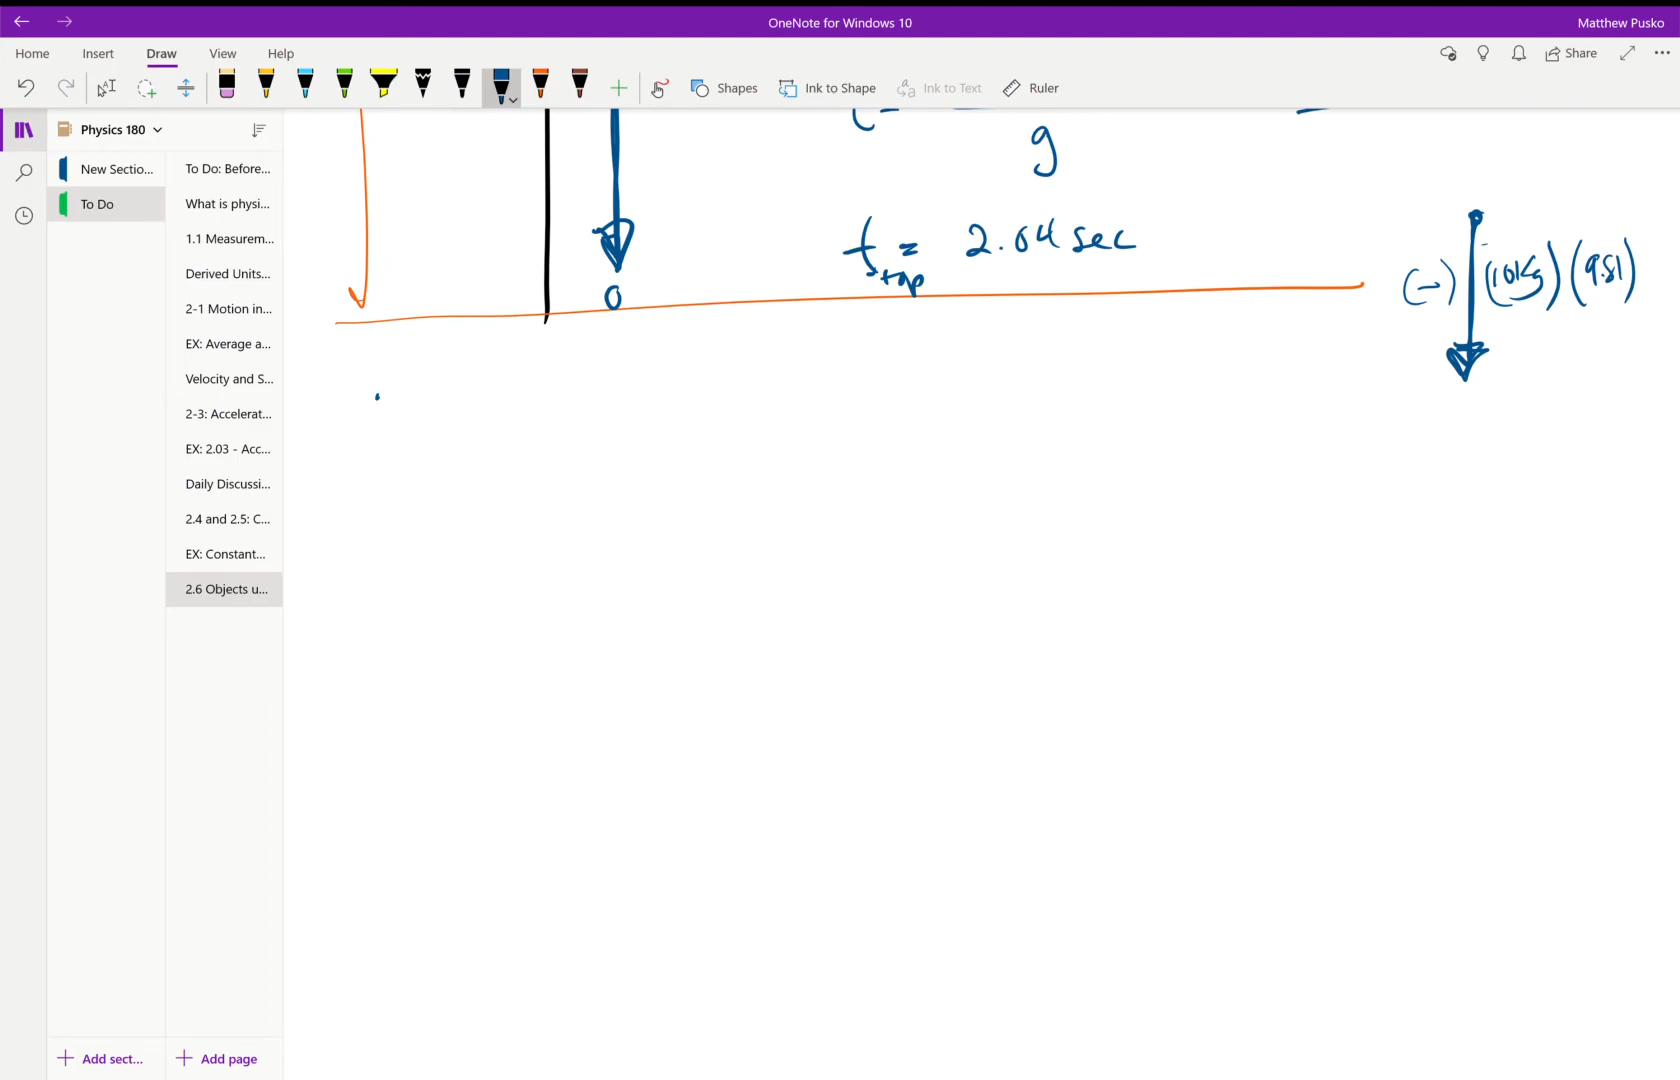 OneNote for Windows 10
Matthew Pusko
Home
Insert
Draw
View
Help
Share
Shapes
Ink to Shape
Ink to Text
Ruler
Physics 180
New Sectio...
To Do
To Do: Before...
What is physi...
1.1 Measurem...
Derived Units...
2-1 Motion in...
EX: Average a...
Velocity and S...
2-3: Accelerat...
EX: 2.03 - Acc...
Daily Discussi...
2.4 and 2.5: C...
EX: Constant...
2.6 Objects u...
g
t top = 2.04 sec
0
(-) (9.81)
Add sect...
Add page